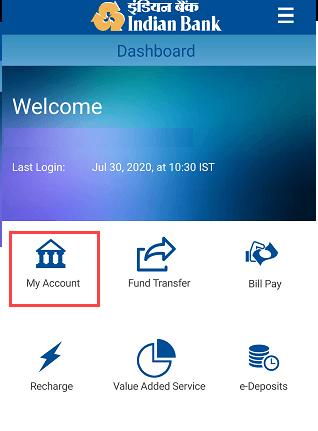 इंडियन बैंक
Indian Bank
Dashboard
Welcome
Last Login: Jul 30, 2020, at 10:30 IST
My Account Fund Transfer Bill Pay
Recharge Value Added Service e-Deposits